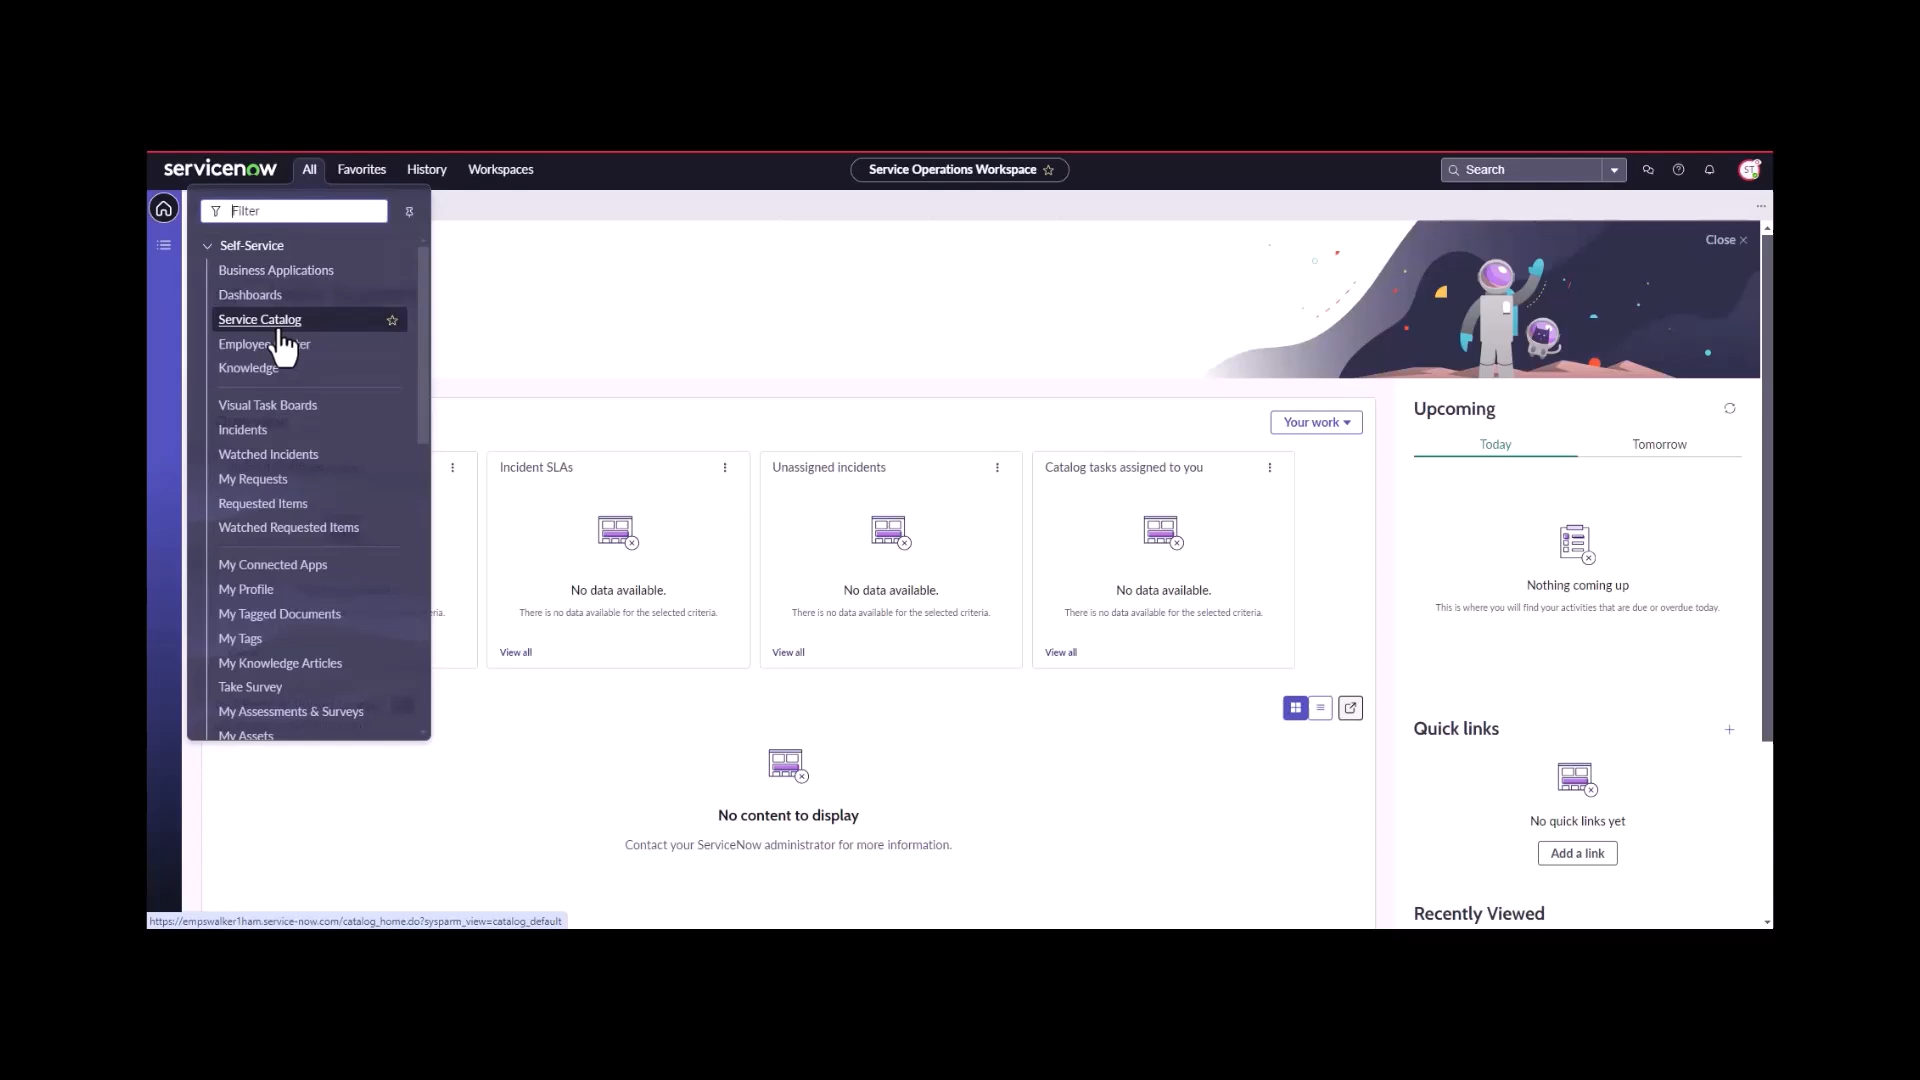 servicenow All Favorites History Workspaces Service Operations Workspace Search ST
Filter
Self-Service
Business Applications
Dashboards
Service Catalog
Employee
Knowledge
Visual Task Boards
Incidents
Watched Incidents
My Requests
Requested Items
Watched Requested Items
My Connected Apps
My Profile
My Tagged Documents
My Tags
My Knowledge Articles
Take Survey
My Assessments & Surveys
My Assets
Close
Your work
Incident SLAs
No data available.
There is no data available for the selected criteria.
View all
Unassigned incidents
No data available.
There is no data available for the selected criteria.
View all
Catalog tasks assigned to you
No data available.
There is no data available for the selected criteria.
View all
No content to display
Contact your ServiceNow administrator for more information.
Upcoming
Today Tomorrow
Nothing coming up
This is where you will find your activities that are due or overdue today.
Quick links
No quick links yet
Add a link
Recently Viewed
https://empswalker1ham.service-now.com/catalog_home.do?sysparm_view=catalog_default